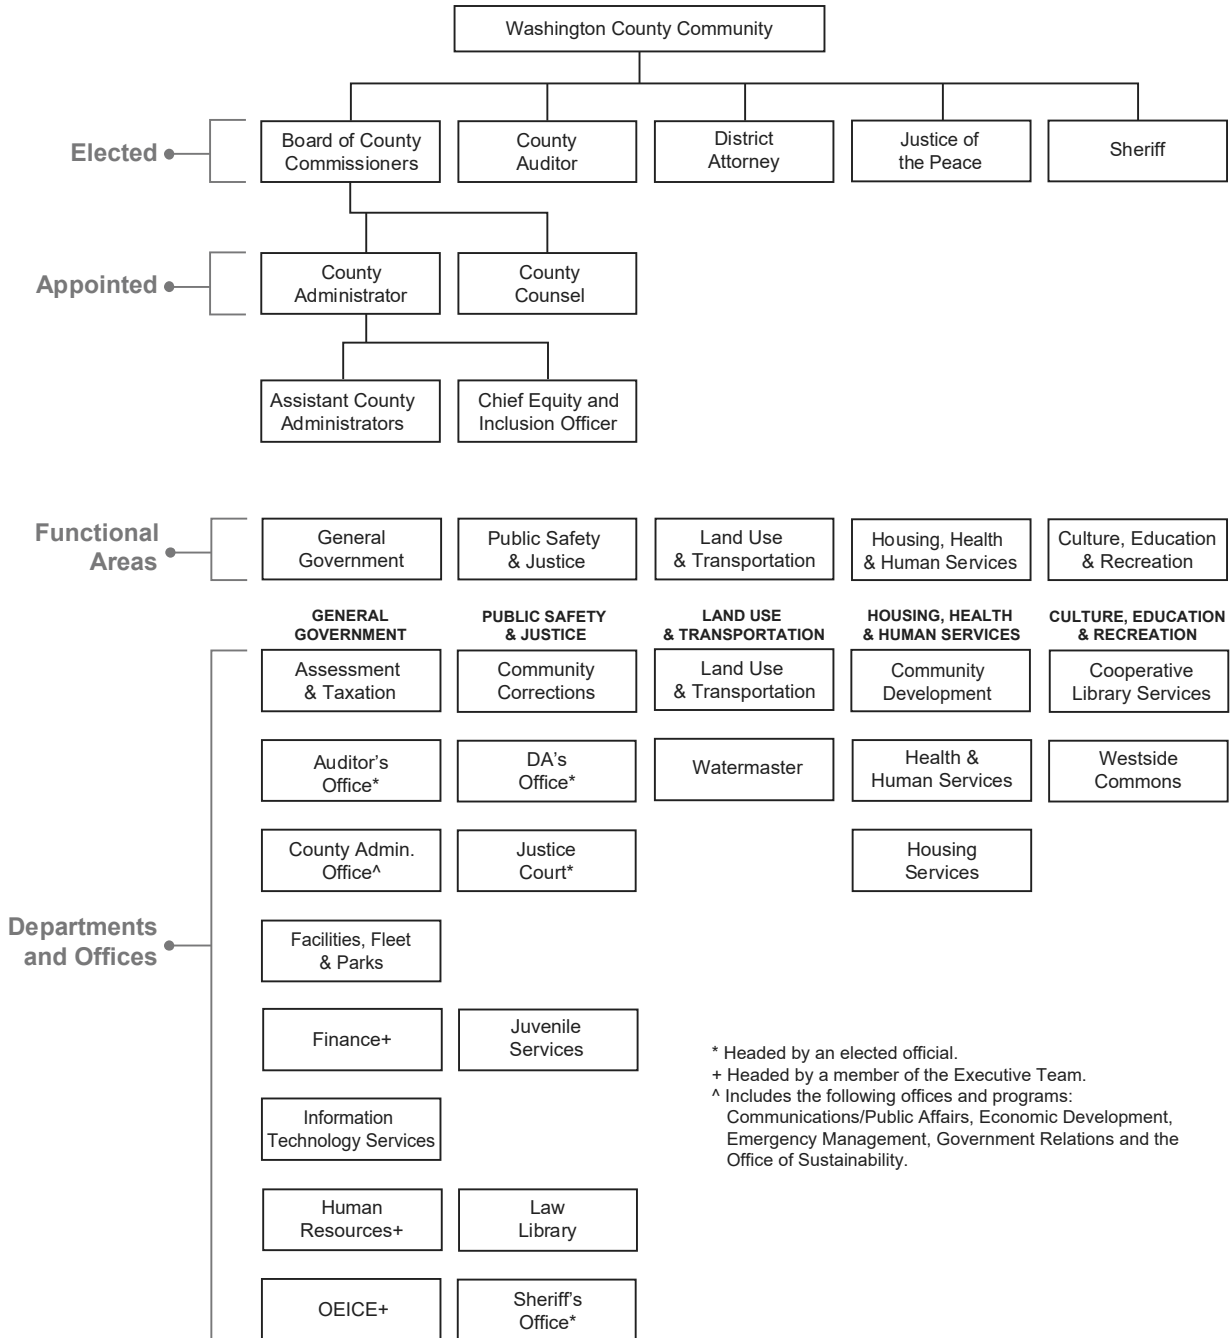 Washington County Community
Elected
Board of County
Commissioners
County
Auditor
District
Attorney
Justice of
the Peace
Sheriff
Appointed
County
Administrator
County
Counsel
Assistant County
Administrators
Chief Equity and
Inclusion Officer
Functional
Areas
General
Government
Public Safety
& Justice
Land Use
& Transportation
Housing, Health
& Human Services
Culture, Education
& Recreation
Departments
and Offices
GENERAL
GOVERNMENT
Assessment
& Taxation
Auditor's
Office*
County Admin.
Office^
Facilities, Fleet
& Parks
Finance+
Information
Technology Services
Human
Resources+
OEICE+
PUBLIC SAFETY
& JUSTICE
Community
Corrections
DA's
Office*
Justice
Court*
Juvenile
Services
Law
Library
Sheriff's
Office*
LAND USE
& TRANSPORTATION
Land Use
& Transportation
Watermaster
HOUSING, HEALTH
& HUMAN SERVICES
Community
Development
Health &
Human Services
Housing
Services
CULTURE, EDUCATION
& RECREATION
Cooperative
Library Services
Westside
Commons
* Headed by an elected official.
+ Headed by a member of the Executive Team.
^ Includes the following offices and programs:
Communications/Public Affairs, Economic Development,
Emergency Management, Government Relations and the
Office of Sustainability.